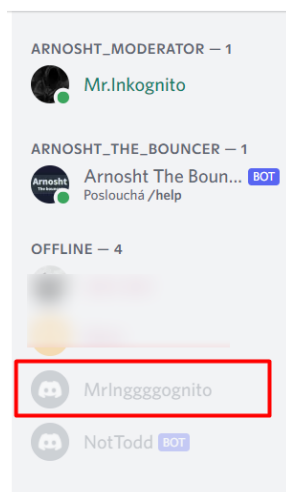 ARNOSHT_MODERATOR — 1
Mr.Inkognito
ARNOSHT_THE_BOUNCER — 1
Arnosht
Arnosht The Boun... BOT
Poslouchá /help
OFFLINE — 4
MrInggggognito
NotTodd BOT